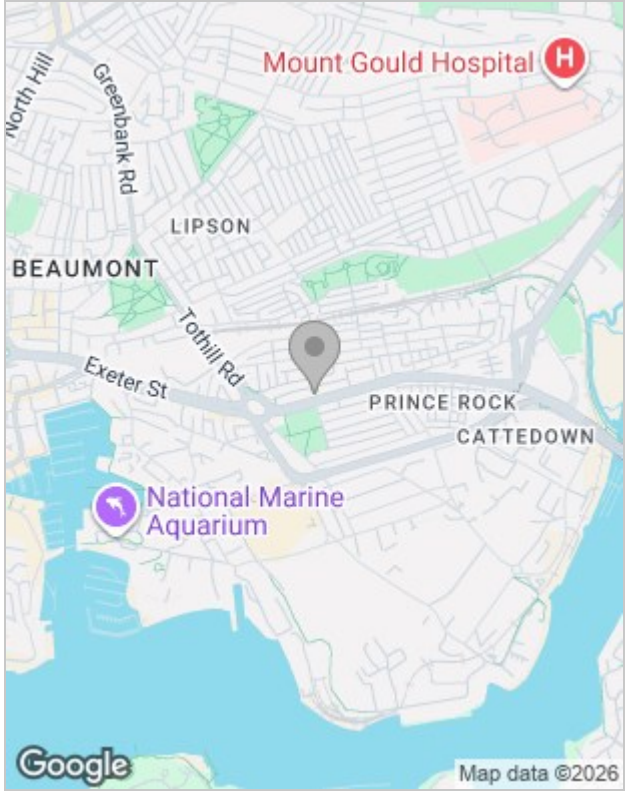 Mount Gould Hospital
H
North Hill
Greenbank Rd
LIPSON
BEAUMONT
Tothill Rd
Exeter St
PRINCE ROCK
CATTEDOWN
National Marine
Aquarium
Google
Map data ©2026